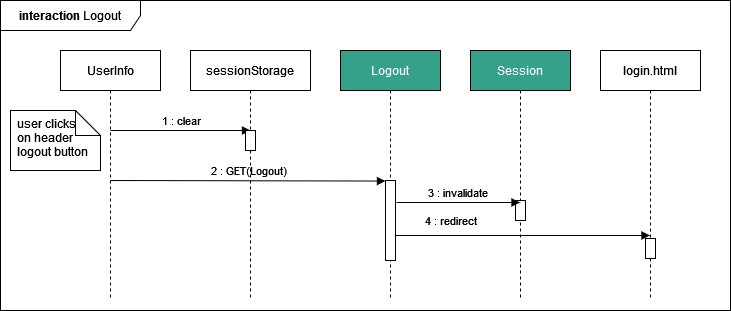 interaction Logout
UserInfo
sessionStorage
Logout
Session
login.html
user clicks
on header
logout button
1 : clear
2 : GET(Logout)
3 : invalidate
4 : redirect